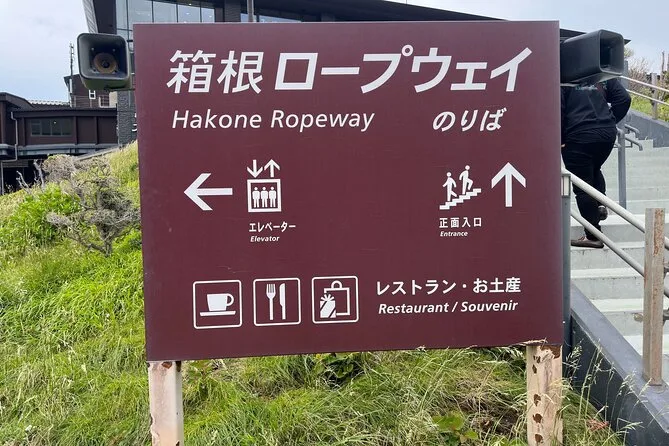 箱根ロープウェイ
Hakone Ropeway のりば
エレベーター
Elevator
正面入口
Entrance
レストラン・お土産
Restaurant / Souvenir